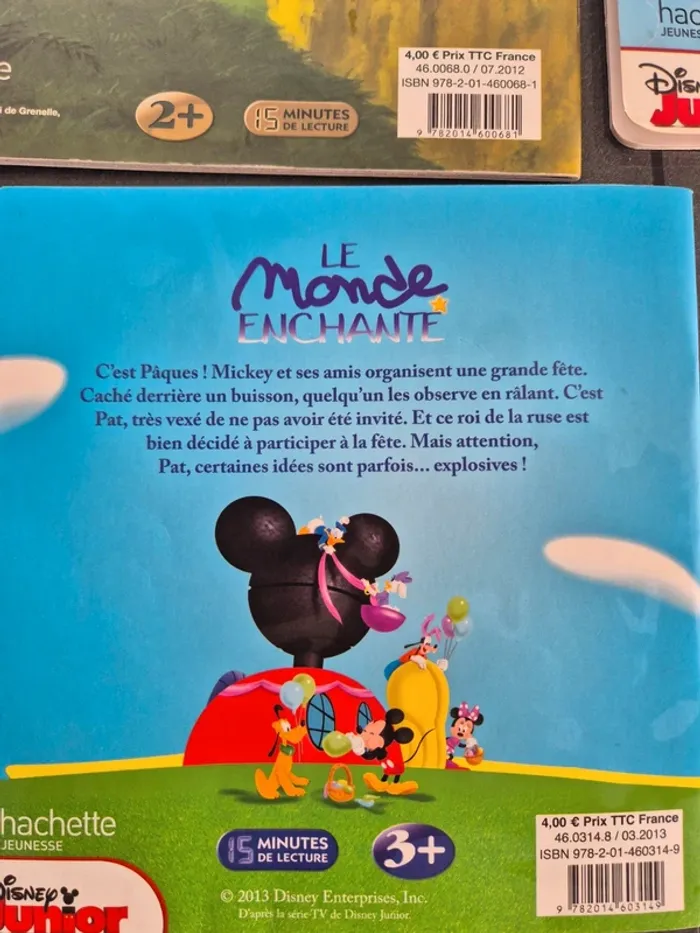 4,00 € Prix TTC France
46.0068.0 / 07.2012
ISBN 978-2-01-460068-1
9 782014 600681
de Grenelle,
2+
15 MINUTES
DE LECTURE
hac
JEUNES
LE
Monde
ENCHANTE
C'est Pâques ! Mickey et ses amis organisent une grande fête.
Caché derrière un buisson, quelqu'un les observe en râlant. C'est
Pat, très vexé de ne pas avoir été invité. Et ce roi de la ruse est
bien décidé à participer à la fête. Mais attention,
Pat, certaines idées sont parfois... explosives !
hachette
JEUNESSE
15 MINUTES
DE LECTURE
3+
4,00 € Prix TTC France
46.0314.8 / 03.2013
ISBN 978-2-01-460314-9
9 782014 603149
DISNEY
Junior
© 2013 Disney Enterprises, Inc.
D'après la série-TV de Disney Junior.